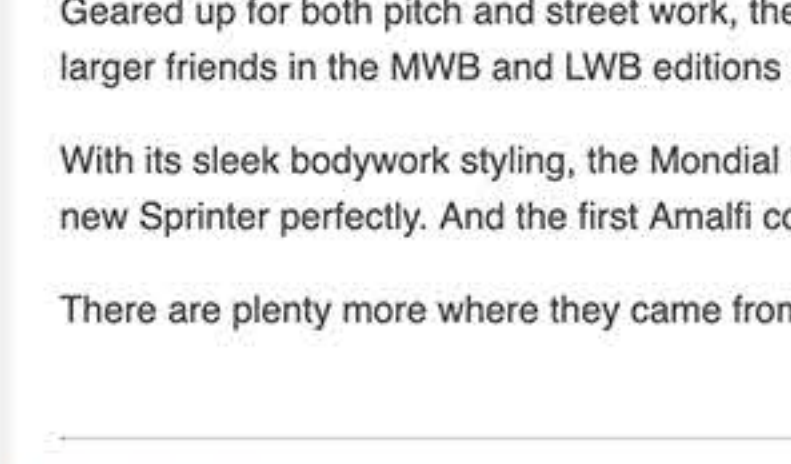 Geared up for both pitch and street work, the
larger friends in the MWB and LWB editions
With its sleek bodywork styling, the Mondial
new Sprinter perfectly. And the first Amalfi co
There are plenty more where they came from